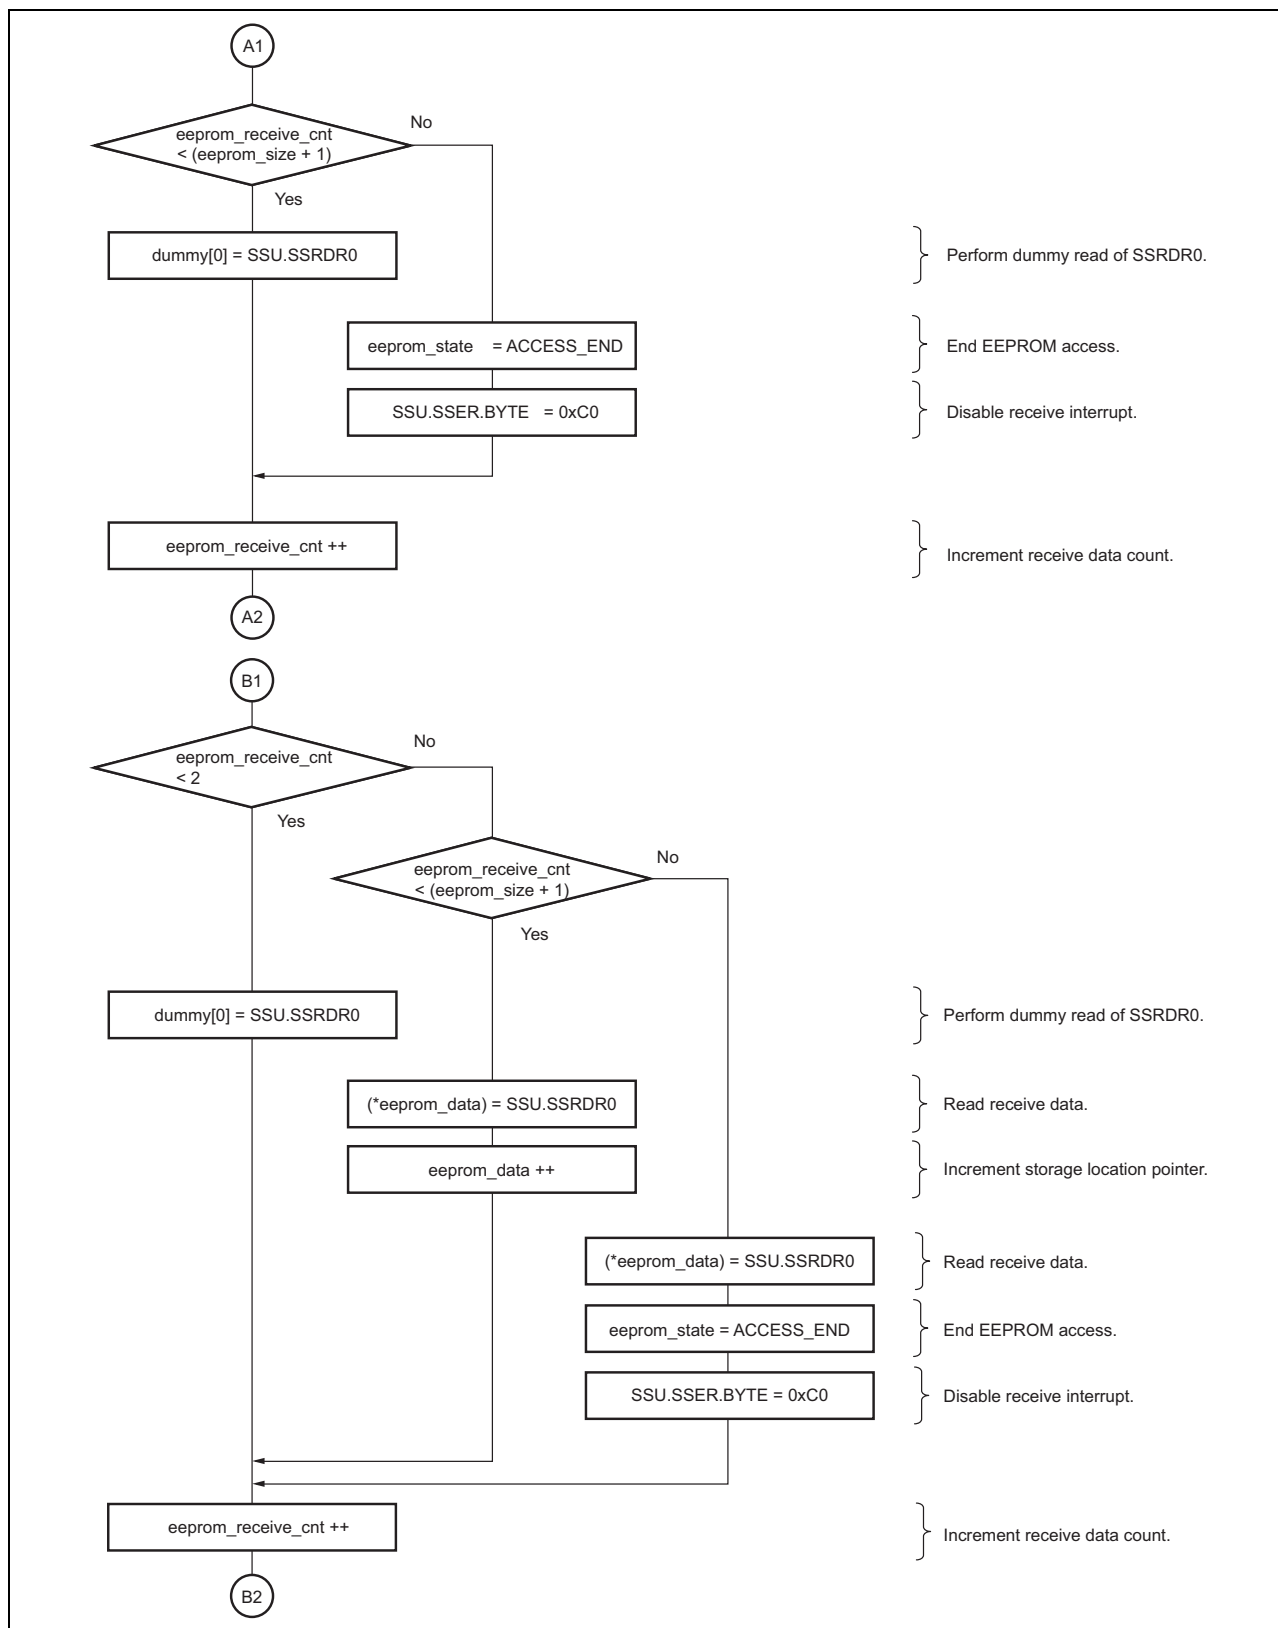 A1
eeprom_receive_cnt
< (eeprom_size + 1)
No
Yes
dummy[0] = SSU.SSRDR0
Perform dummy read of SSRDR0.
eeprom_state = ACCESS_END
End EEPROM access.
SSU.SSER.BYTE = 0xC0
Disable receive interrupt.
eeprom_receive_cnt ++
Increment receive data count.
A2
B1
eeprom_receive_cnt
< 2
No
Yes
eeprom_receive_cnt
< (eeprom_size + 1)
No
Yes
dummy[0] = SSU.SSRDR0
Perform dummy read of SSRDR0.
(*eeprom_data) = SSU.SSRDR0
Read receive data.
eeprom_data ++
Increment storage location pointer.
(*eeprom_data) = SSU.SSRDR0
Read receive data.
eeprom_state = ACCESS_END
End EEPROM access.
SSU.SSER.BYTE = 0xC0
Disable receive interrupt.
eeprom_receive_cnt ++
Increment receive data count.
B2